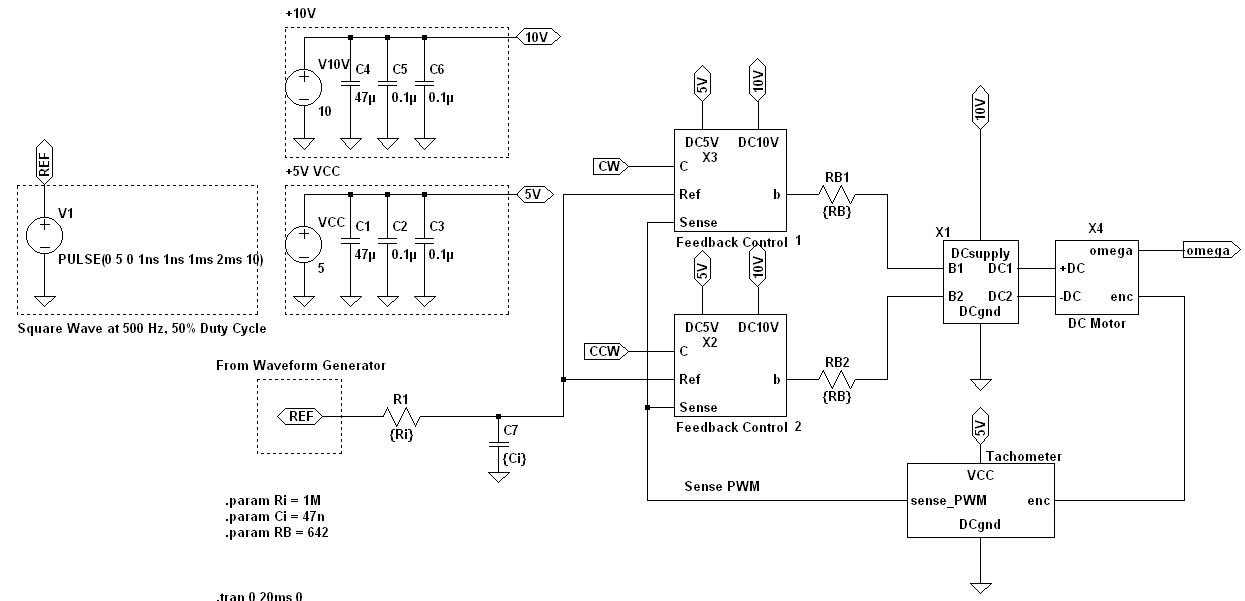 +10V
10V
V10V
C4
C5
C6
47µ
0.1µ
0.1µ
10
+5V VCC
5V
VCC
C1
C2
C3
47µ
0.1µ
0.1µ
5
REF
V1
PULSE(0 5 0 1ns 1ns 1ms 2ms 10)
Square Wave at 500 Hz, 50% Duty Cycle
From Waveform Generator
REF
R1
{Ri}
C7
{Ci}
.param Ri = 1M
.param Ci = 47n
.param RB = 642
.tran 0 20ms 0
5V
10V
DC5V
DC10V
X3
CW
C
Ref
b
Sense
Feedback Control 1
RB1
{RB}
5V
10V
DC5V
DC10V
X2
CCW
C
Ref
b
Sense
Feedback Control 2
RB2
{RB}
10V
X1
DCsupply
B1
DC1
B2
DC2
DCgnd
X4
omega
+DC
-DC
enc
DC Motor
omega
5V
Tachometer
VCC
sense_PWM
enc
DCgnd
Sense PWM